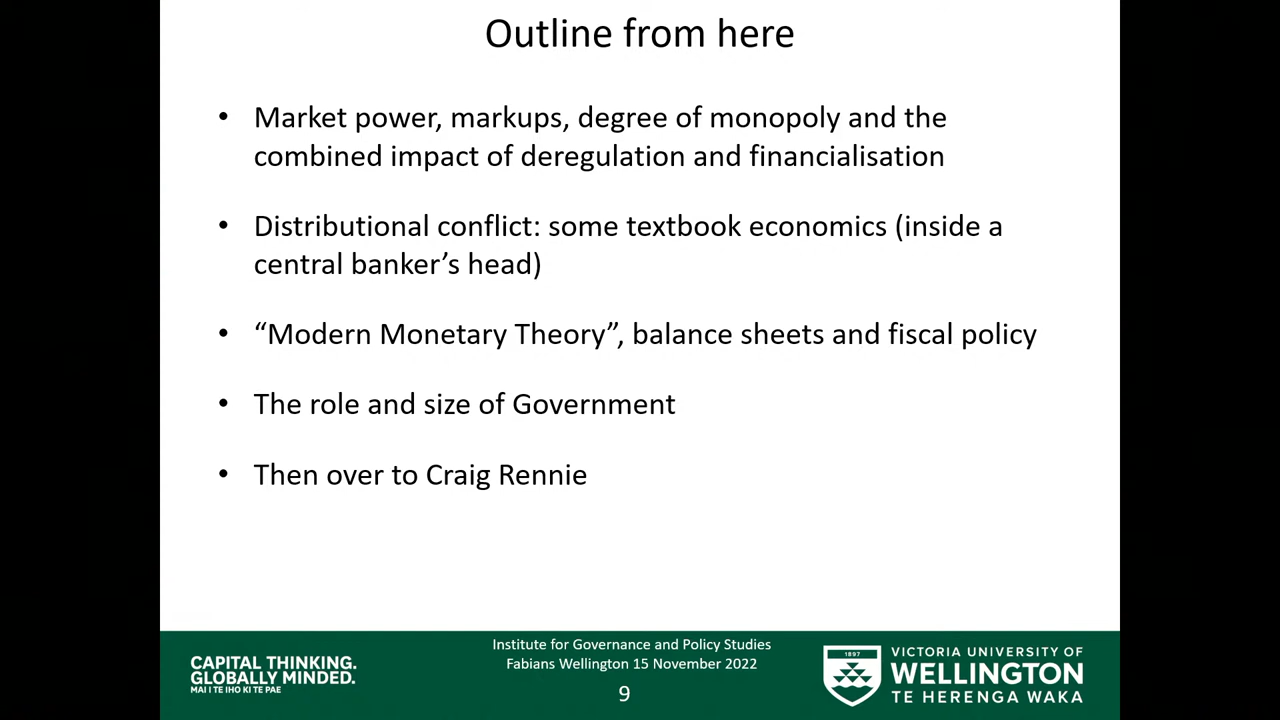 Outline from here
• Market power, markups, degree of monopoly and the
combined impact of deregulation and financialisation
• Distributional conflict: some textbook economics (inside a
central banker’s head)
• “Modern Monetary Theory”, balance sheets and fiscal policy
• The role and size of Government
• Then over to Craig Rennie
CAPITAL THINKING.
GLOBALLY MINDED.
MAI I TE IHO KI TE PAE
Institute for Governance and Policy Studies
Fabians Wellington 15 November 2022
9
1897
VICTORIA UNIVERSITY OF
WELLINGTON
TE HERENGA WAKA